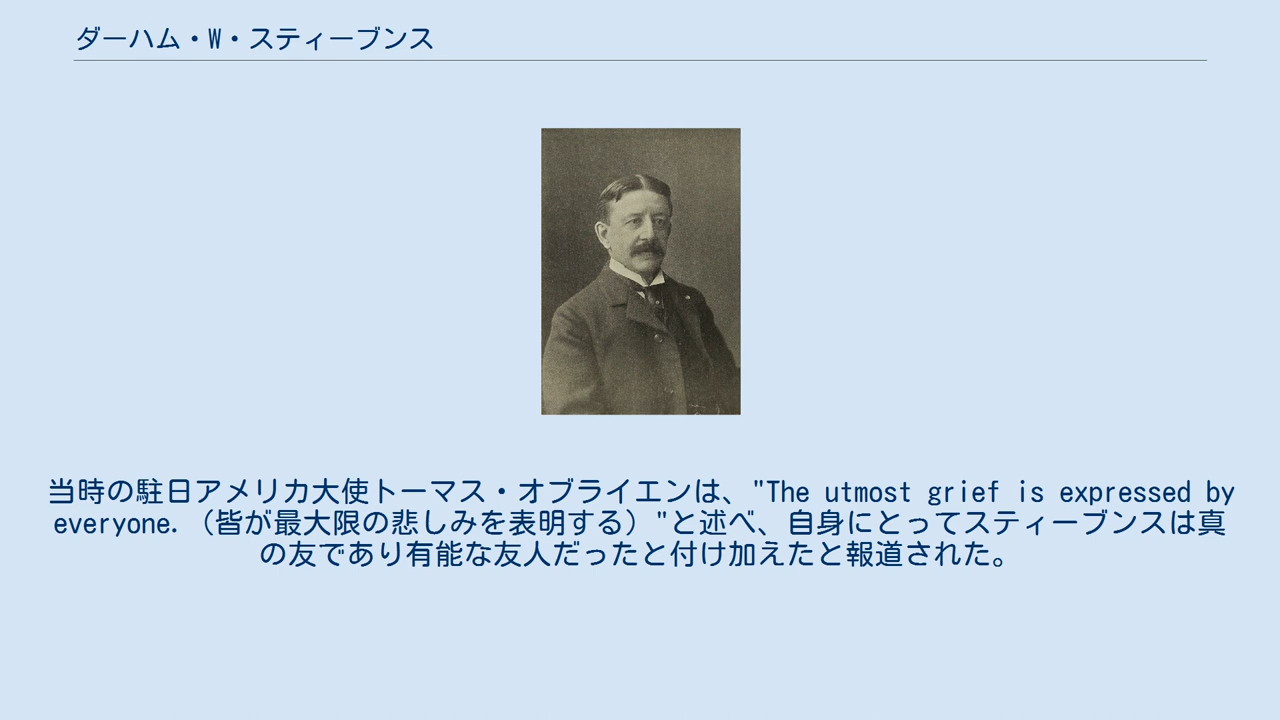 ダーハム・W・スティーブンス
当時の駐日アメリカ大使トーマス・オブライエンは、"The utmost grief is expressed by
everyone. （皆が最大限の悲しみを表明する）"と述べ、自身にとってスティーブンスは真
の友であり有能な友人だったと付け加えたと報道された。